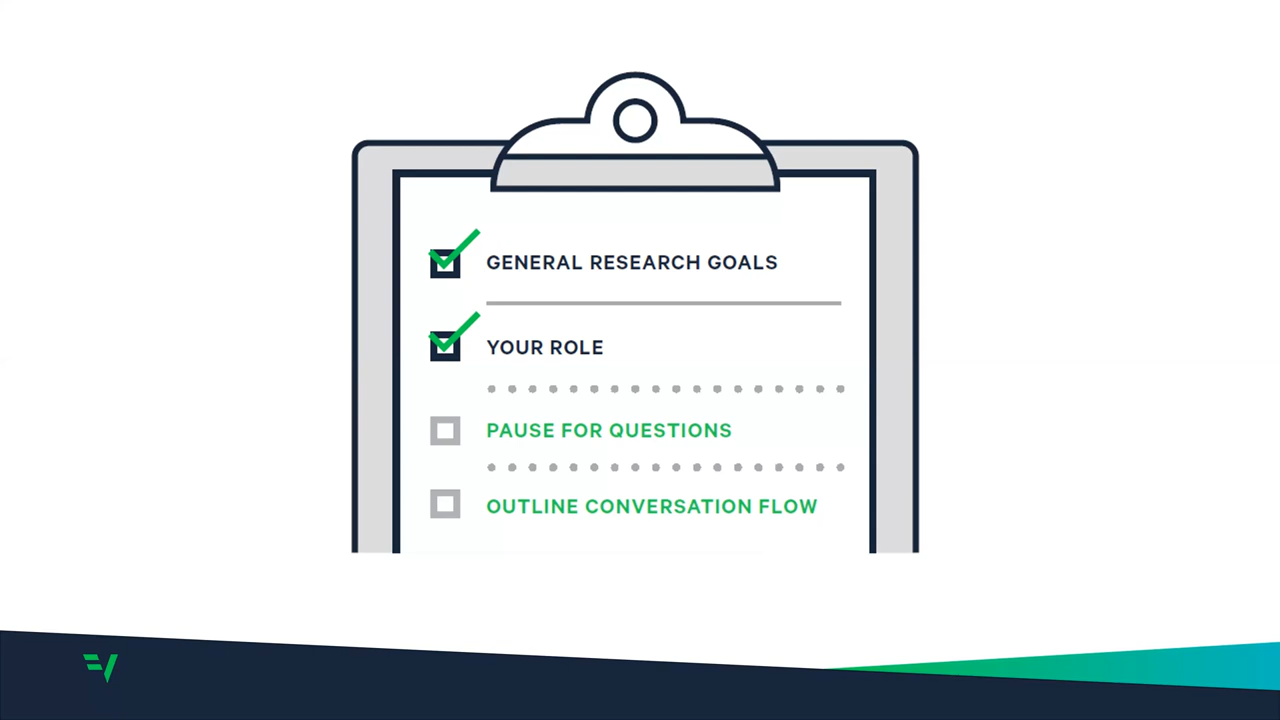 GENERAL RESEARCH GOALS
YOUR ROLE
PAUSE FOR QUESTIONS
OUTLINE CONVERSATION FLOW